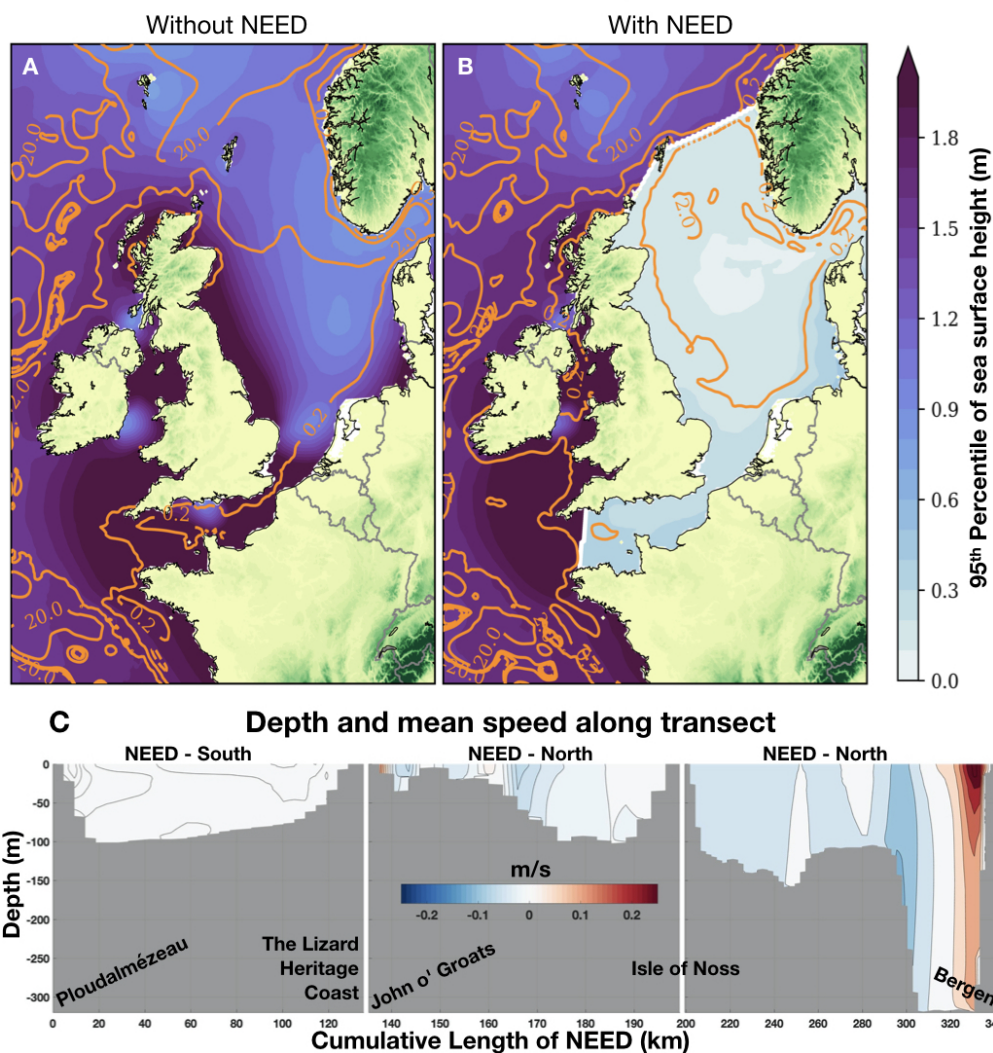 Without NEED
With NEED
A
B
20.0
20.0
2.0
0.2
0.2
20.0
0.2
20.0
0.2
2.0
2.0
0.2
0.2
20.0
1.8
1.5
1.2
0.9
0.6
0.3
0.0
95th Percentile of sea surface height (m)
C
Depth and mean speed along transect
NEED - South
NEED - North
NEED - North
0
-50
-100
-150
-200
-250
-300
Depth (m)
m/s
-0.2
-0.1
0
0.1
0.2
Ploudalmézeau
The Lizard
Heritage
Coast
John o' Groats
Isle of Noss
Bergen
0
20
40
60
80
100
120
140
160
180
200
220
240
260
280
300
320
Cumulative Length of NEED (km)